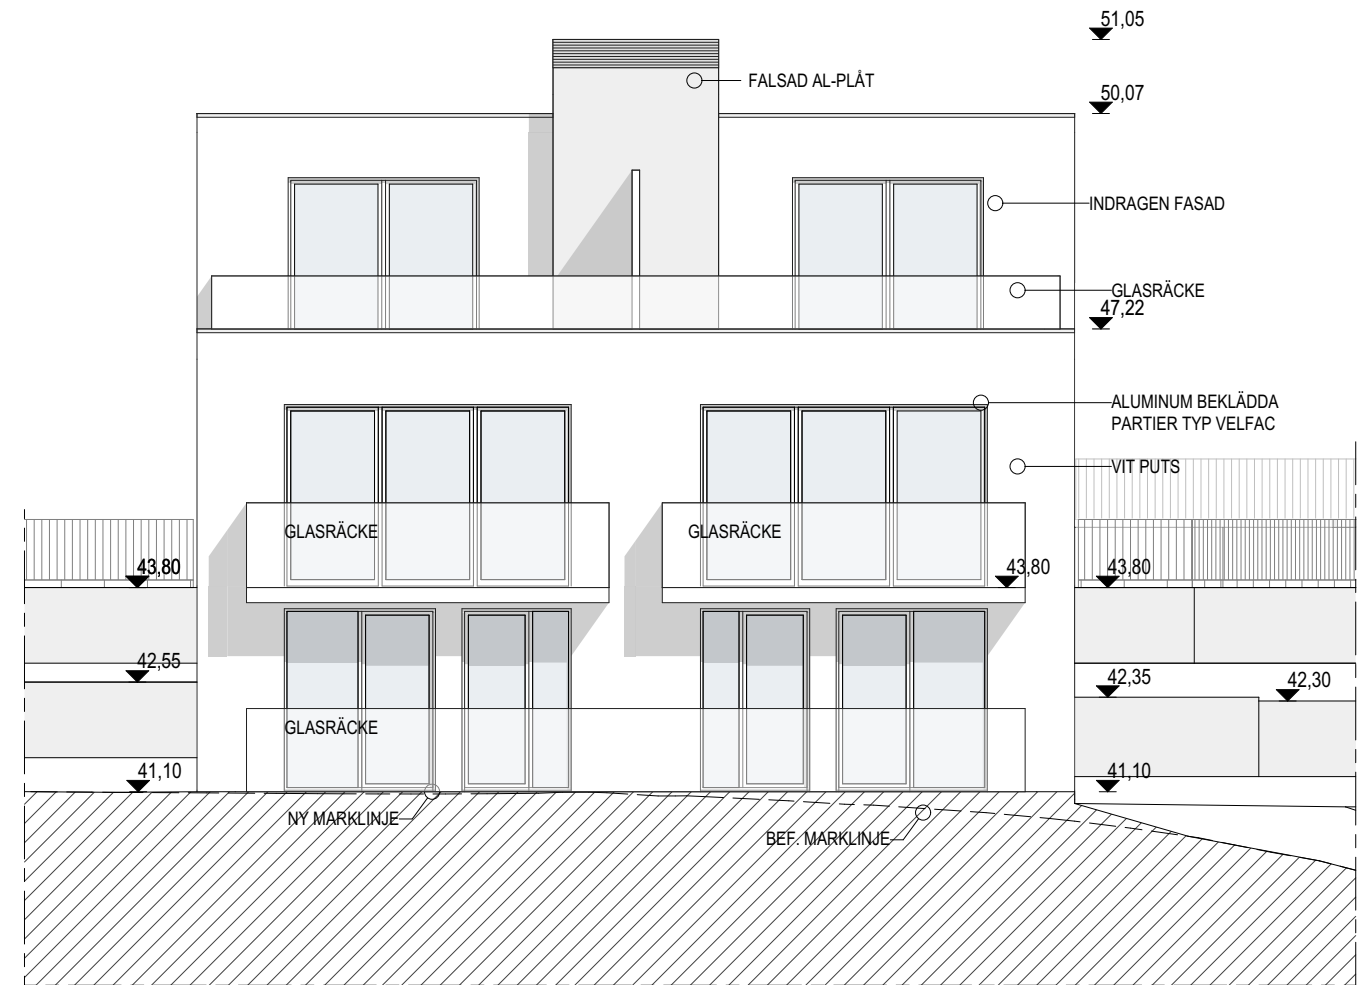 51,05
FALSAD AL-PLÅT
50,07
INDRAGEN FASAD
GLASRÄCKE
47,22
ALUMINUM BEKLÄDDA
PARTIER TYP VELFAC
VIT PUTS
GLASRÄCKE
GLASRÄCKE
43,80
43,80
43,80
42,55
42,35
42,30
GLASRÄCKE
41,10
41,10
NY MARKLINJE
BEF. MARKLINJE